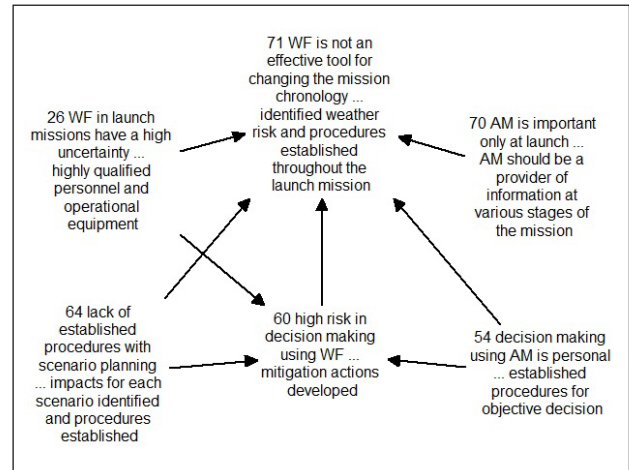 71 WF is not an
effective tool for
changing the mission
chronology ...
identified weather
risk and procedures
established
throughout the
launch mission
26 WF in launch
missions have a high
uncertainty ...
highly qualified
personnel and
operational
equipment
70 AM is important
only at launch ...
AM should be a
provider of
information at
various stages of
the mission
64 lack of
established
procedures with
scenario planning
... impacts for each
scenario identified
and procedures
established
60 high risk in
decision making
using WF ...
mitigation actions
developed
54 decision making
using AM is personal
... established
procedures for
objective decision